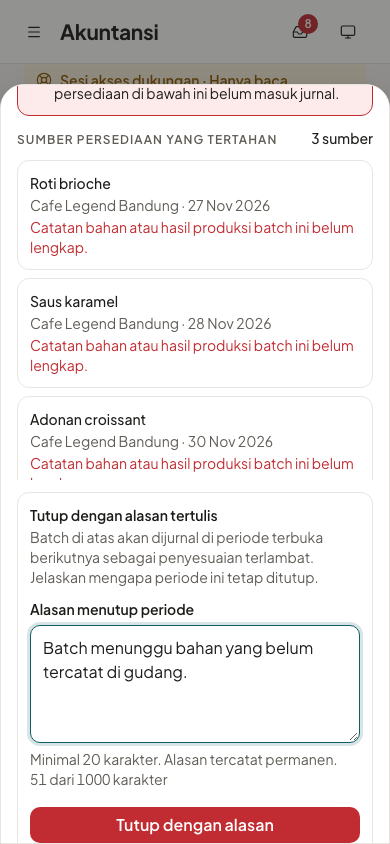 Akuntansi
8
Sesi akses dukungan · Hanya baca
persediaan di bawah ini belum masuk jurnal.
SUMBER PERSEDIAAN YANG TERTAHAN
3 sumber
Roti brioche
Cafe Legend Bandung · 27 Nov 2026
Catatan bahan atau hasil produksi batch ini belum
lengkap.
Saus karamel
Cafe Legend Bandung · 28 Nov 2026
Catatan bahan atau hasil produksi batch ini belum
lengkap.
Adonan croissant
Cafe Legend Bandung · 30 Nov 2026
Catatan bahan atau hasil produksi batch ini belum
Tutup dengan alasan tertulis
Batch di atas akan dijurnal di periode terbuka
berikutnya sebagai penyesuaian terlambat.
Jelaskan mengapa periode ini tetap ditutup.
Alasan menutup periode
Batch menunggu bahan yang belum
tercatat di gudang.
Minimal 20 karakter. Alasan tercatat permanen.
51 dari 1000 karakter
Tutup dengan alasan